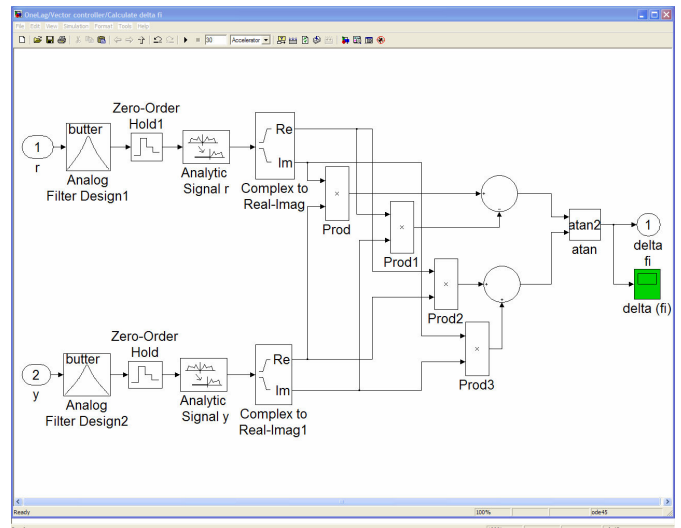 OneLag/Vector controller/Calculate delta fi
File Edit View Simulation Format Tools Help
30 Accelerator
Zero-Order
Hold1
butter
1
r
Analog
Filter Design1
Analytic
Signal r
Re
Im
Complex to
Real-Imag
×
Prod
×
Prod1
×
Prod2
×
Prod3
+
-
+
+
atan2
atan
1
delta
fi
delta (fi)
Zero-Order
Hold
butter
2
y
Analog
Filter Design2
Analytic
Signal y
Re
Im
Complex to
Real-Imag1
Ready 100% ode45